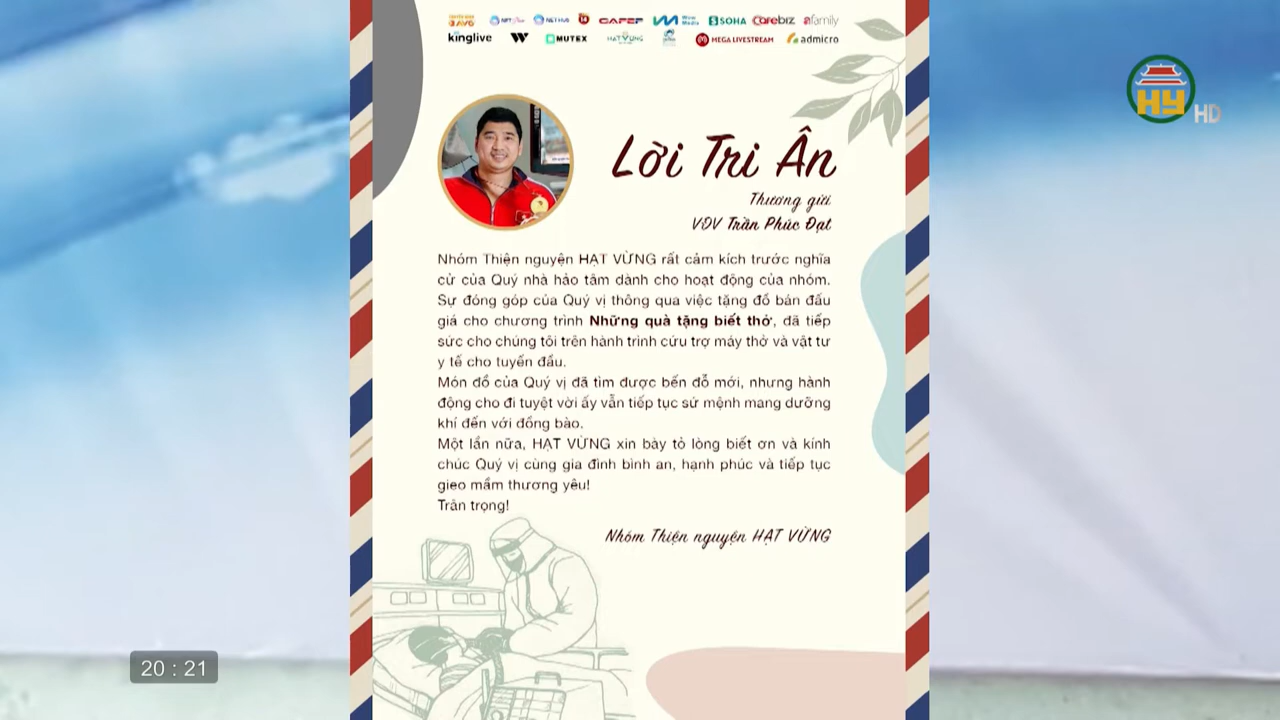 NETHUB
14
CAFEF
Wow Media
SOHA
CafeBiz
afamily
kinglive
MUTEX
HẠT VỪNG
MEGA LIVESTREAM
admicro
HY HD
Lời Tri Ân
Thương gửi
VĐV Trần Phúc Đạt
Nhóm Thiện nguyện HẠT VỪNG rất cảm kích trước nghĩa
cử của Quý nhà hảo tâm dành cho hoạt động của nhóm.
Sự đóng góp của Quý vị thông qua việc tặng đồ bán đấu
giá cho chương trình Những quà tặng biết thở, đã tiếp
sức cho chúng tôi trên hành trình cứu trợ máy thở và vật tư
y tế cho tuyến đầu.
Món đồ của Quý vị đã tìm được bến đỗ mới, nhưng hành
động cho đi tuyệt vời ấy vẫn tiếp tục sứ mệnh mang dưỡng
khí đến với đồng bào.
Một lần nữa, HẠT VỪNG xin bày tỏ lòng biết ơn và kính
chúc Quý vị cùng gia đình bình an, hạnh phúc và tiếp tục
gieo mầm thương yêu!
Trân trọng!
Nhóm Thiện nguyện HẠT VỪNG
20 : 21